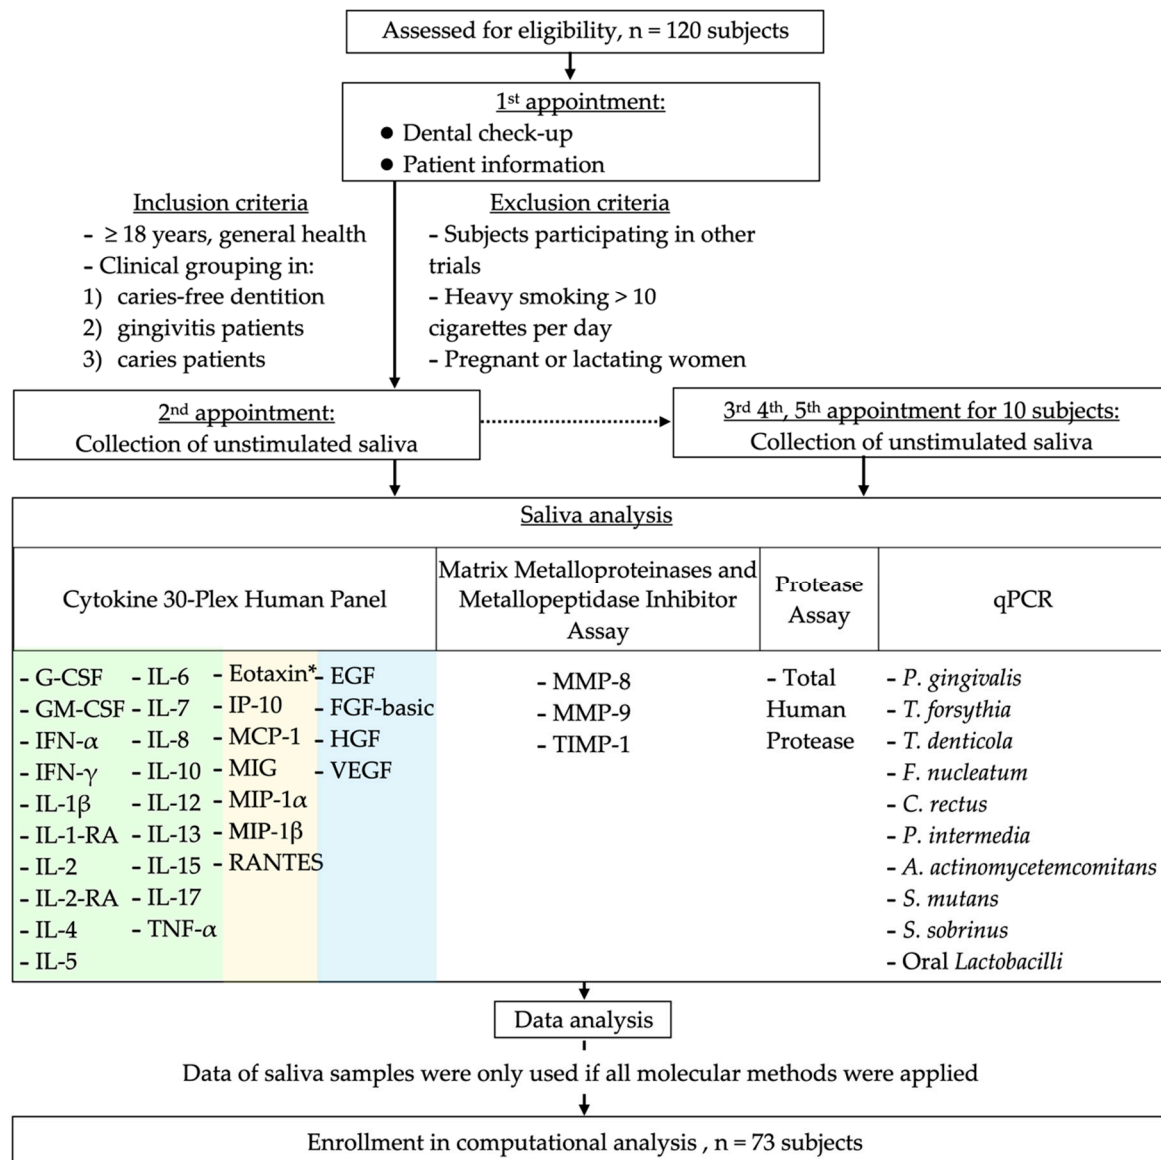 Assessed for eligibility, n = 120 subjects
1st appointment:
● Dental check-up
● Patient information
Inclusion criteria
- ≥ 18 years, general health
- Clinical grouping in:
1) caries-free dentition
2) gingivitis patients
3) caries patients
Exclusion criteria
- Subjects participating in other
trials
- Heavy smoking > 10
cigarettes per day
- Pregnant or lactating women
2nd appointment:
Collection of unstimulated saliva
3rd 4th, 5th appointment for 10 subjects:
Collection of unstimulated saliva
Saliva analysis
Cytokine 30-Plex Human Panel
- G-CSF
- GM-CSF
- IFN-α
- IFN-γ
- IL-1β
- IL-1-RA
- IL-2
- IL-2-RA
- IL-4
- IL-5
- IL-6
- IL-7
- IL-8
- IL-10
- IL-12
- IL-13
- IL-15
- IL-17
- TNF-α
- Eotaxin*
- IP-10
- MCP-1
- MIG
- MIP-1α
- MIP-1β
- RANTES
- EGF
- FGF-basic
- HGF
- VEGF
Matrix Metalloproteinases and
Metallopeptidase Inhibitor
Assay
- MMP-8
- MMP-9
- TIMP-1
Protease
Assay
- Total
Human
Protease
qPCR
- P. gingivalis
- T. forsythia
- T. denticola
- F. nucleatum
- C. rectus
- P. intermedia
- A. actinomycetemcomitans
- S. mutans
- S. sobrinus
- Oral Lactobacilli
Data analysis
Data of saliva samples were only used if all molecular methods were applied
Enrollment in computational analysis , n = 73 subjects